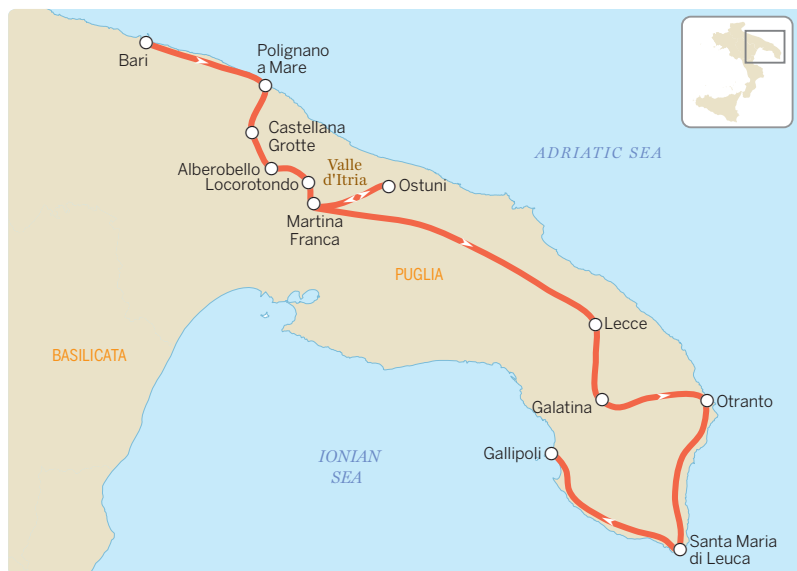 Bari
Polignano
a Mare
Castellana
Grotte
Alberobello
Locorotondo
Valle
d'Itria
Ostuni
Martina
Franca
ADRIATIC SEA
PUGLIA
BASILICATA
Lecce
Galatina
Otranto
Gallipoli
IONIAN
SEA
Santa Maria
di Leuca